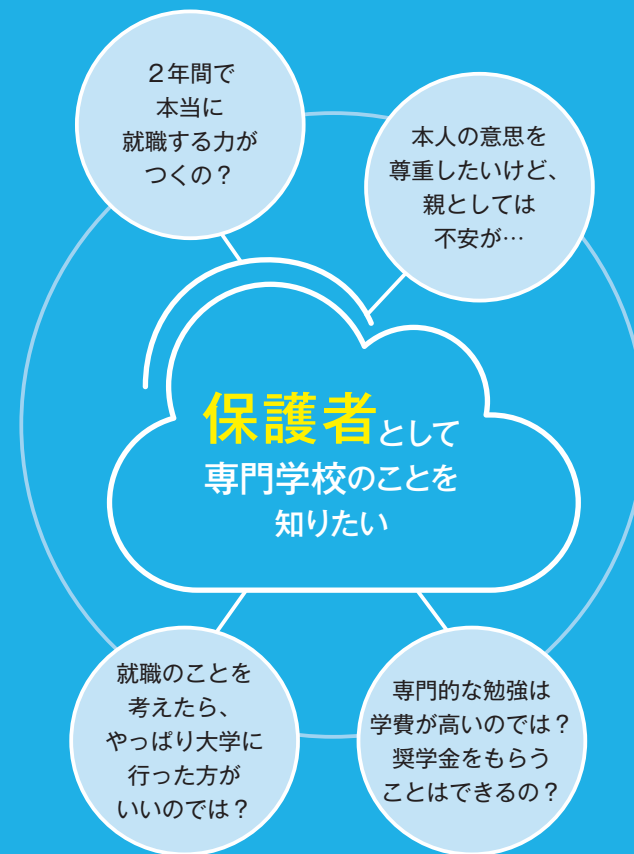 ２年間で
本当に
就職する力が
つくの？
本人の意思を
尊重したいけど、
親としては
不安が…
保護者として
専門学校のことを
知りたい
就職のことを
考えたら、
やっぱり大学に
行った方が
いいのでは？
専門的な勉強は
学費が高いのでは？
奨学金をもらう
ことはできるの？